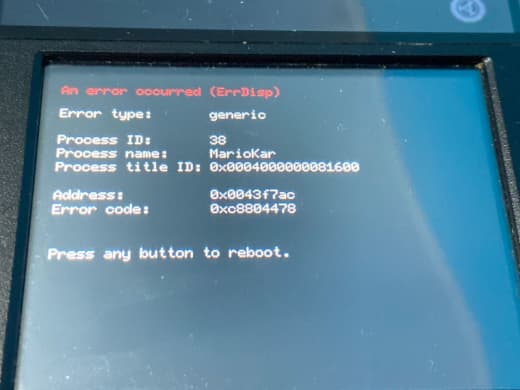 An error occurred (ErrDisp)
Error type: generic
Process ID: 38
Process name: MarioKar
Process title ID: 0x0004000000081600
Address: 0x0043f7ac
Error code: 0xc8804478
Press any button to reboot.